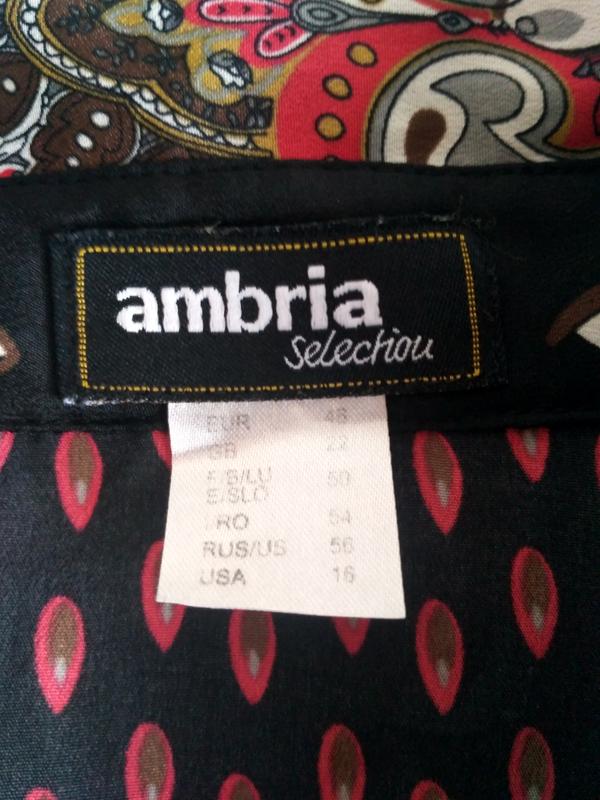 ambria
selection
EUR 48
GB 22
F/B/LU 50
E/SLO
RO 54
RUS/US 56
USA 16